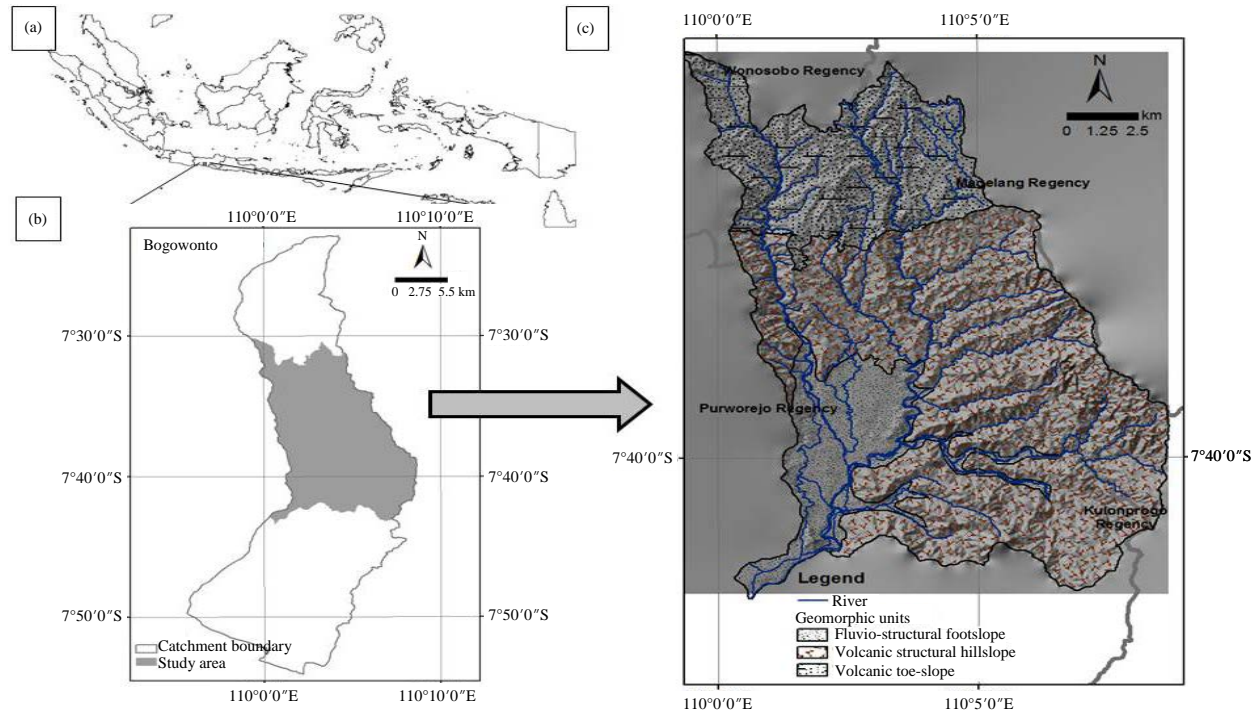 (a)
(b)
110°0′0″E 110°10′0″E
Bogowonto
N
0 2.75 5.5 km
7°30′0″S 7°30′0″S
7°40′0″S 7°40′0″S
7°50′0″S 7°50′0″S
Catchment boundary
Study area
110°0′0″E 110°10′0″E
(c)
110°0′0″E 110°5′0″E
Wonosobo Regency
N
km
0 1.25 2.5
Magelang Regency
Purworejo Regency
7°40′0″S 7°40′0″S
Kulonprogo
Regency
Legend
River
Geomorphic units
Fluvio-structural footslope
Volcanic structural hillslope
Volcanic toe-slope
110°0′0″E 110°5′0″E